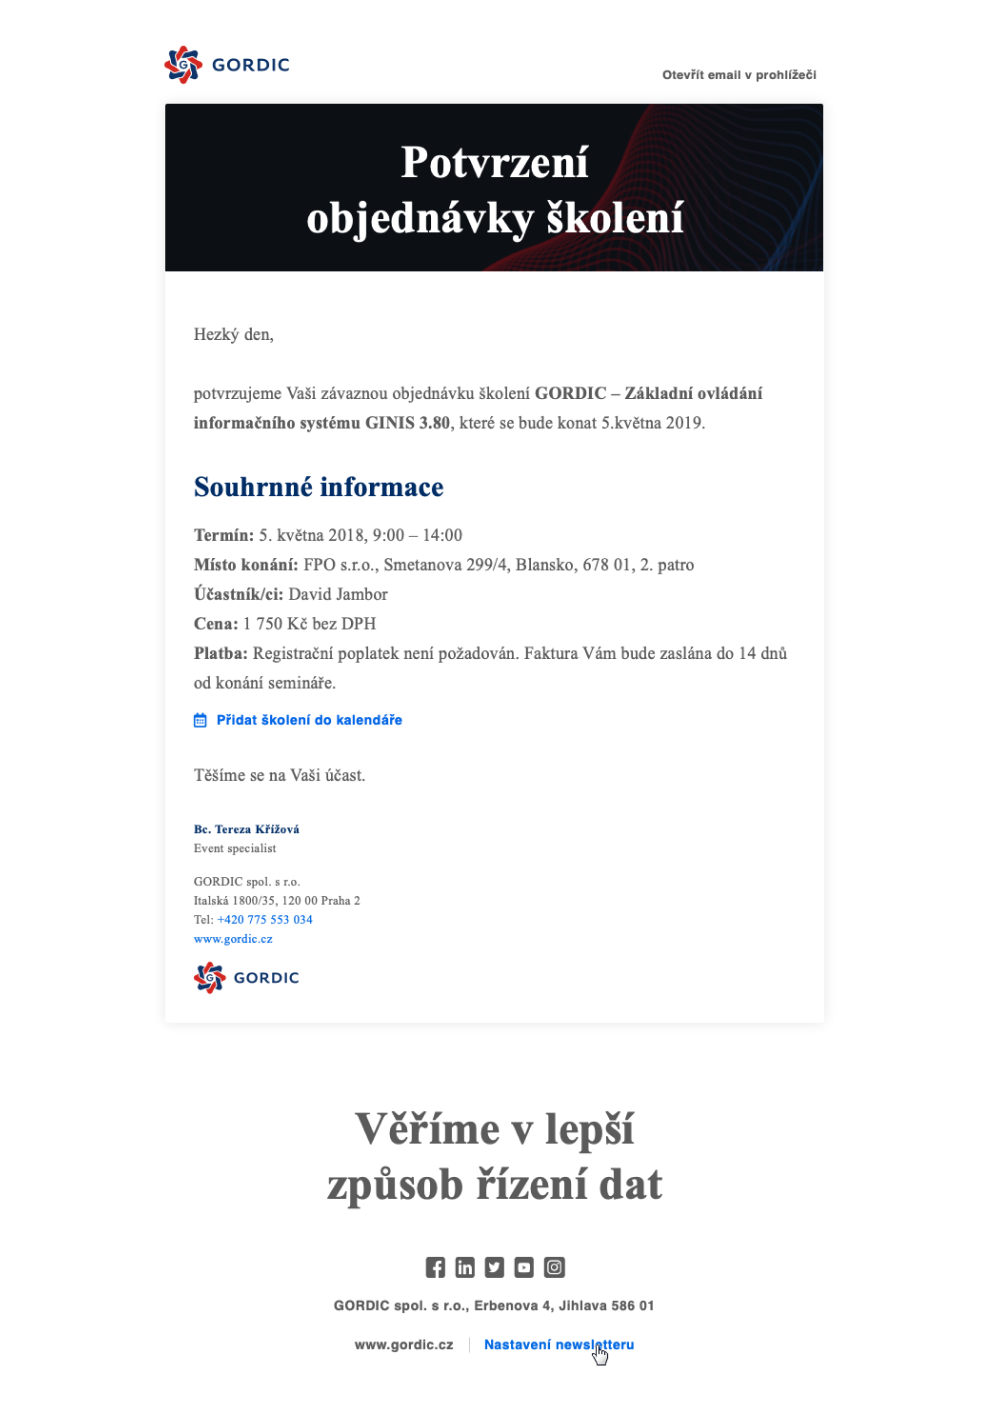 GORDIC
Otevřít email v prohlížeči
Potvrzení
objednávky školení
Hezký den,
potvrzujeme Vaši závaznou objednávku školení GORDIC – Základní ovládání
informačního systému GINIS 3.80, které se bude konat 5.května 2019.
Souhrnné informace
Termín: 5. května 2018, 9:00 – 14:00
Místo konání: FPO s.r.o., Smetanova 299/4, Blansko, 678 01, 2. patro
Účastník/ci: David Jambor
Cena: 1 750 Kč bez DPH
Platba: Registrační poplatek není požadován. Faktura Vám bude zaslána do 14 dnů
od konání semináře.
Přidat školení do kalendáře
Těšíme se na Vaši účast.
Bc. Tereza Křížová
Event specialist
GORDIC spol. s r.o.
Italská 1800/35, 120 00 Praha 2
Tel: +420 775 553 034
www.gordic.cz
GORDIC
Věříme v lepší
způsob řízení dat
GORDIC spol. s r.o., Erbenova 4, Jihlava 586 01
www.gordic.cz | Nastavení newsletteru